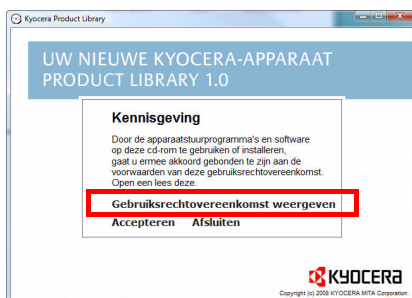 Kyocera Product Library
UW NIEUWE KYOCERA-APPARAAT
PRODUCT LIBRARY 1.0
Kennisgeving
Door de apparaatstuurprogramma's en software
op deze cd-rom te gebruiken of installeren,
gaat u ermee akkoord gebonden te zijn aan de
voorwaarden van deze gebruiksrechtovereenkomst.
Open een lees deze.
Gebruiksrechtovereenkomst weergeven
Accepteren Afsluiten
KYOCERA
Copyright (c) 2008 KYOCERA MITA Corporation